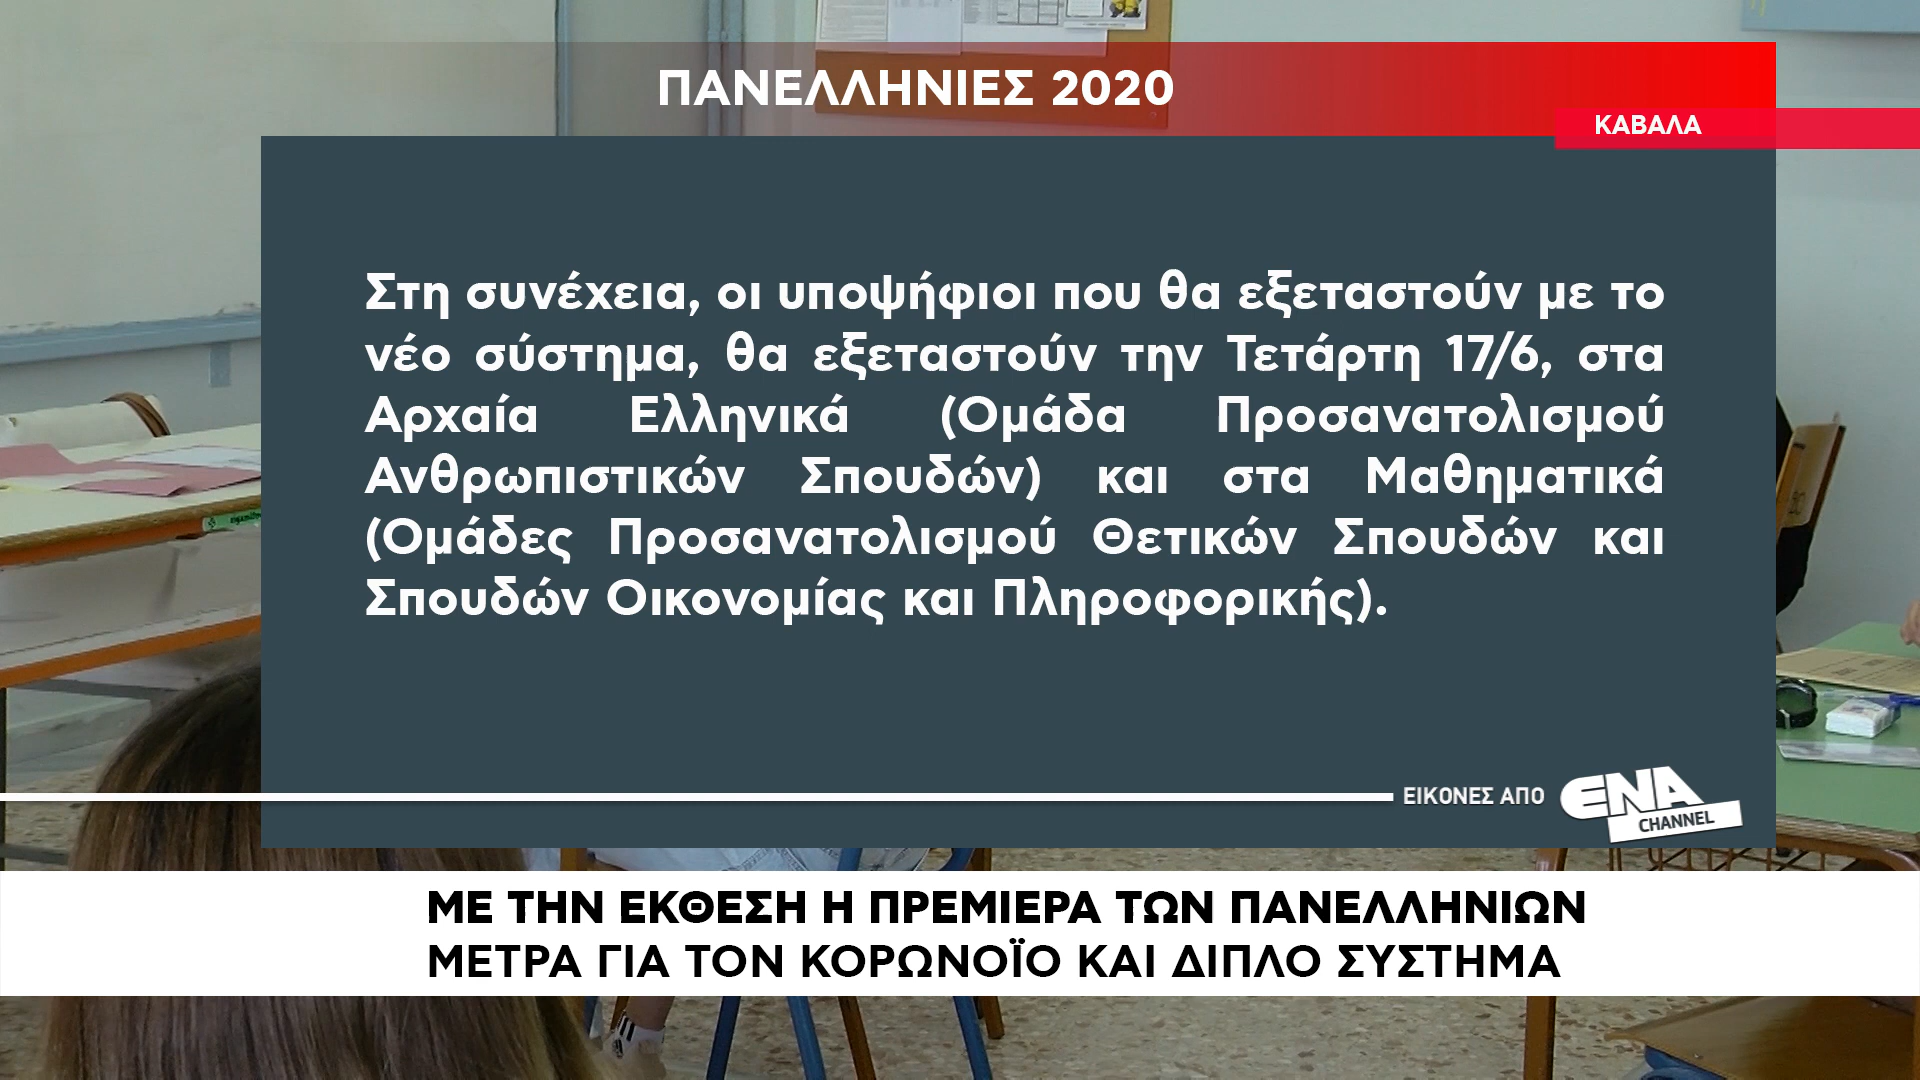 ΠΑΝΕΛΛΗΝΙΕΣ 2020
ΚΑΒΑΛΑ
Στη συνέχεια, οι υποψήφιοι που θα εξεταστούν με το
νέο σύστημα, θα εξεταστούν την Τετάρτη 17/6, στα
Αρχαία Ελληνικά (Ομάδα Προσανατολισμού
Ανθρωπιστικών Σπουδών) και στα Μαθηματικά
(Ομάδες Προσανατολισμού Θετικών Σπουδών και
Σπουδών Οικονομίας και Πληροφορικής).
ΕΙΚΟΝΕΣ ΑΠΟ
ENA
CHANNEL
ΜΕ ΤΗΝ ΕΚΘΕΣΗ Η ΠΡΕΜΙΕΡΑ ΤΩΝ ΠΑΝΕΛΛΗΝΙΩΝ
ΜΕΤΡΑ ΓΙΑ ΤΟΝ ΚΟΡΩΝΟΪΟ ΚΑΙ ΔΙΠΛΟ ΣΥΣΤΗΜΑ